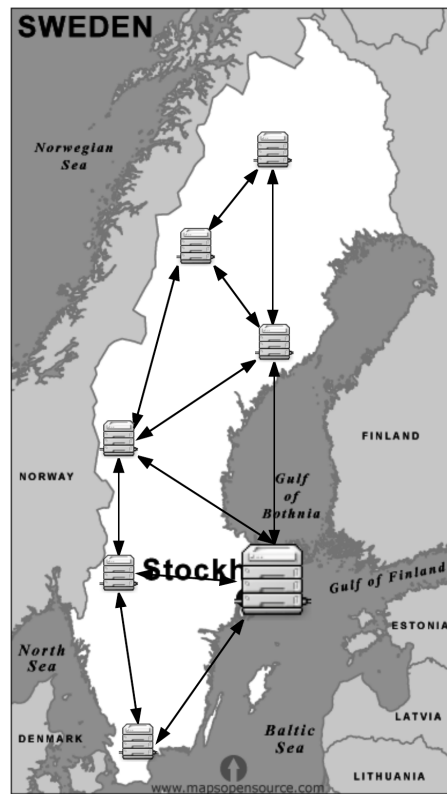 SWEDEN
Norwegian
Sea
FINLAND
NORWAY
Gulf
of
Bothnia
Stockh
Gulf of Finland
ESTONIA
North
Sea
LATVIA
DENMARK
Baltic
Sea
LITHUANIA
www.mapsopensource.com